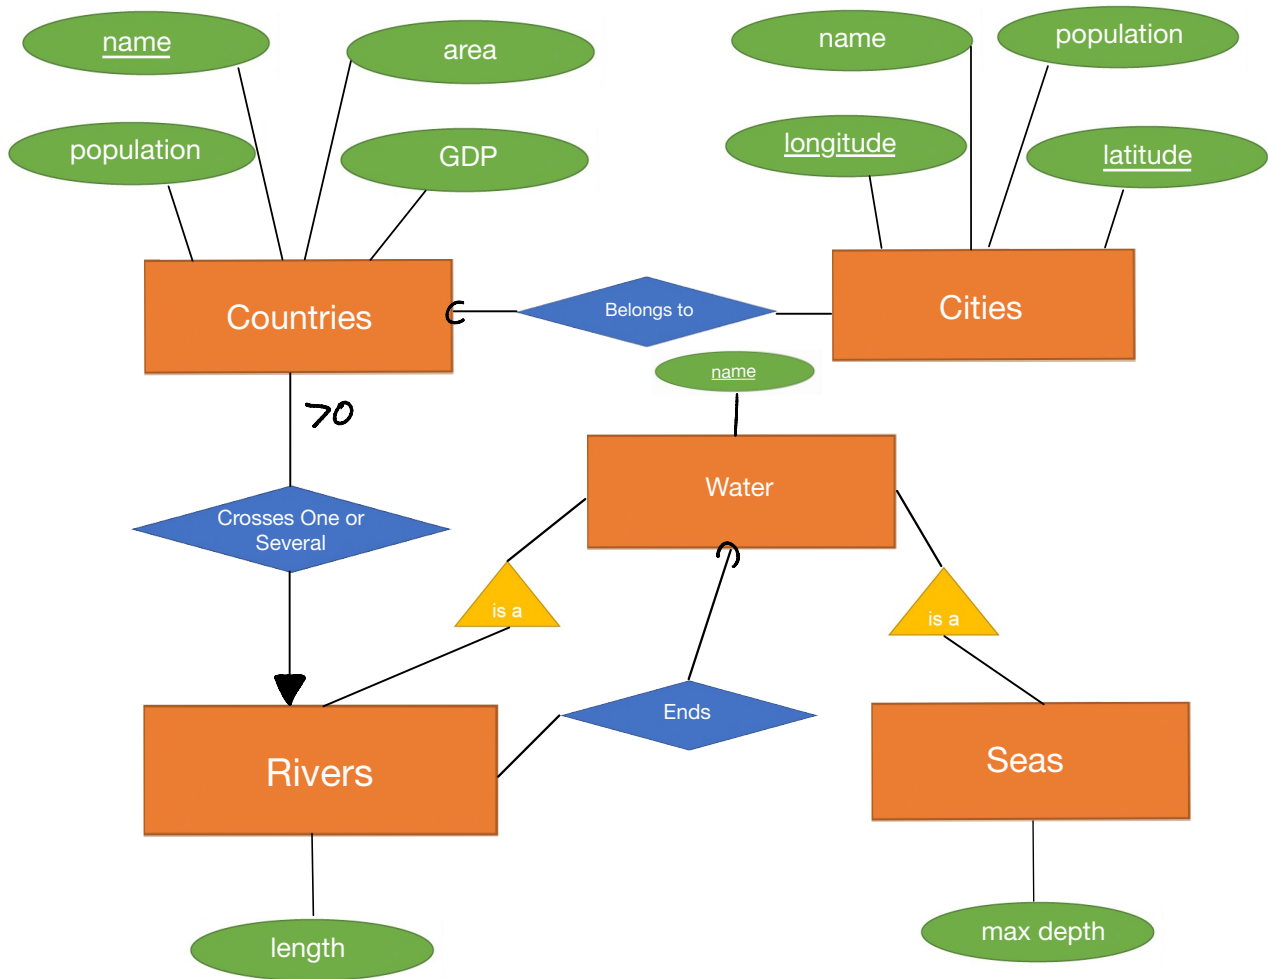 name
area
name
population
population
GDP
longitude
latitude
Countries
Belongs to
Cities
name
>0
Water
Crosses One or
Several
is a
is a
Ends
Rivers
Seas
length
max depth